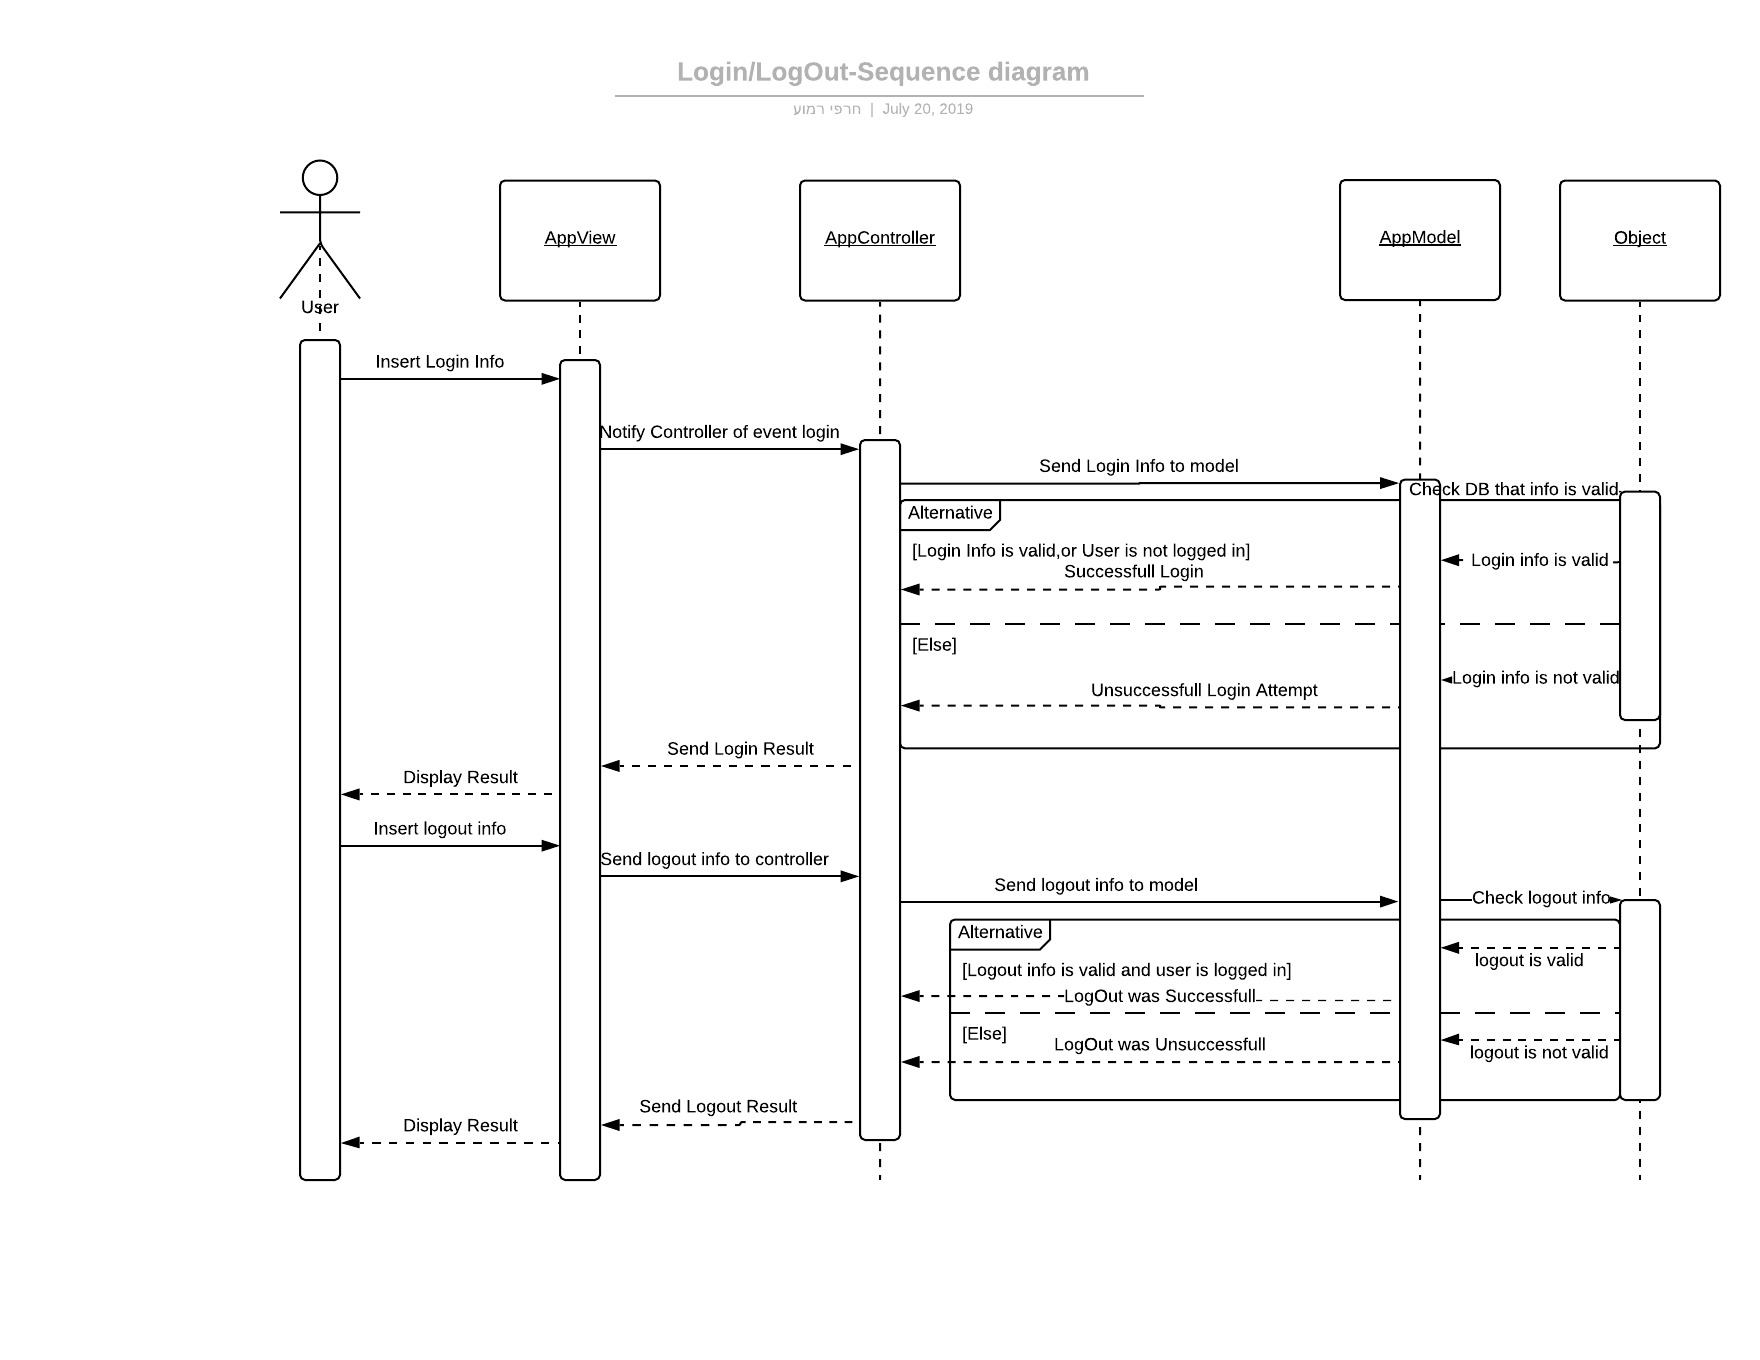 Login/LogOut-Sequence diagram
חרפי רמוע | July 20, 2019
User
AppView
AppController
AppModel
Object
Insert Login Info
Notify Controller of event login
Send Login Info to model
Check DB that info is valid
Alternative
[Login Info is valid,or User is not logged in]
Login info is valid
Successfull Login
[Else]
Login info is not valid
Unsuccessfull Login Attempt
Send Login Result
Display Result
Insert logout info
Send logout info to controller
Send logout info to model
Check logout info
Alternative
logout is valid
[Logout info is valid and user is logged in]
LogOut was Successfull
[Else]
LogOut was Unsuccessfull
logout is not valid
Send Logout Result
Display Result